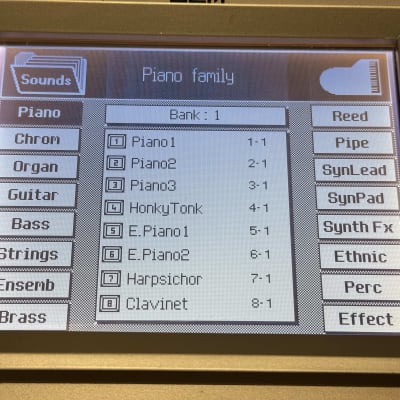 Sounds
Piano family
Piano
Chrom
Organ
Guitar
Bass
Strings
Ensemb
Brass
Bank: 1
1 Piano1 1-1
2 Piano2 2-1
3 Piano3 3-1
4 HonkyTonk 4-1
5 E.Piano1 5-1
6 E.Piano2 6-1
7 Harpsichor 7-1
8 Clavinet 8-1
Reed
Pipe
SynLead
SynPad
Synth Fx
Ethnic
Perc
Effect